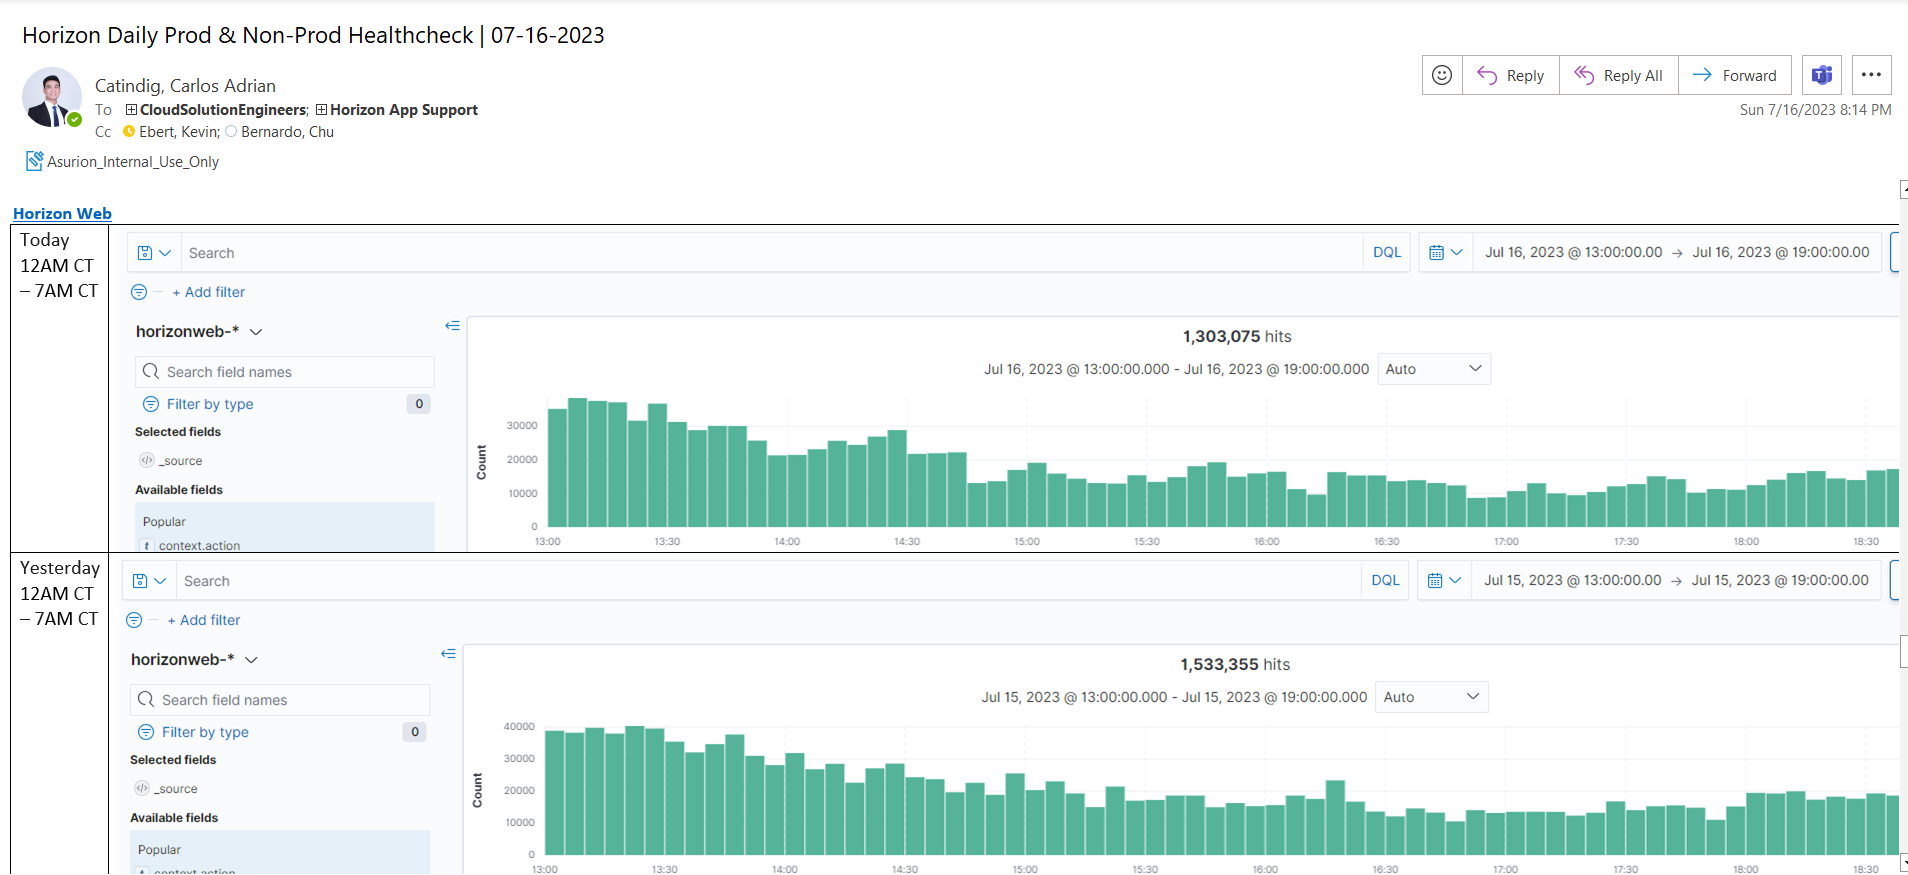 Horizon Daily Prod & Non-Prod Healthcheck | 07-16-2023
Catindig, Carlos Adrian
To CloudSolutionEngineers; Horizon App Support
Cc Ebert, Kevin; Bernardo, Chu
Reply
Reply All
Forward
Sun 7/16/2023 8:14 PM
Asurion_Internal_Use_Only
Horizon Web
Today
12AM CT
– 7AM CT
Search
DQL
Jul 16, 2023 @ 13:00:00.00 → Jul 16, 2023 @ 19:00:00.00
+ Add filter
horizonweb-*
Search field names
Filter by type 0
Selected fields
_source
Available fields
Popular
t context.action
1,303,075 hits
Jul 16, 2023 @ 13:00:00.000 - Jul 16, 2023 @ 19:00:00.000 Auto
Count
30000
20000
10000
0
13:00 13:30 14:00 14:30 15:00 15:30 16:00 16:30 17:00 17:30 18:00 18:30
Yesterday
12AM CT
– 7AM CT
Search
DQL
Jul 15, 2023 @ 13:00:00.00 → Jul 15, 2023 @ 19:00:00.00
+ Add filter
horizonweb-*
Search field names
Filter by type 0
Selected fields
_source
Available fields
Popular
t context.action
1,533,355 hits
Jul 15, 2023 @ 13:00:00.000 - Jul 15, 2023 @ 19:00:00.000 Auto
Count
40000
30000
20000
10000
0
13:00 13:30 14:00 14:30 15:00 15:30 16:00 16:30 17:00 17:30 18:00 18:30